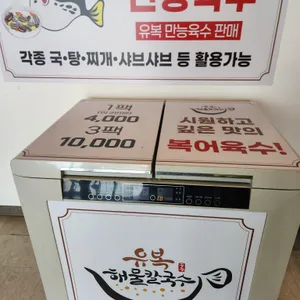 만능육수
유복 만능육수 판매
각종 국·탕·찌개·샤브샤브 등 활용가능
1팩
4,000
3팩
10,000
시원하고
깊은 맛의
복어육수!
유복
해물칼국수